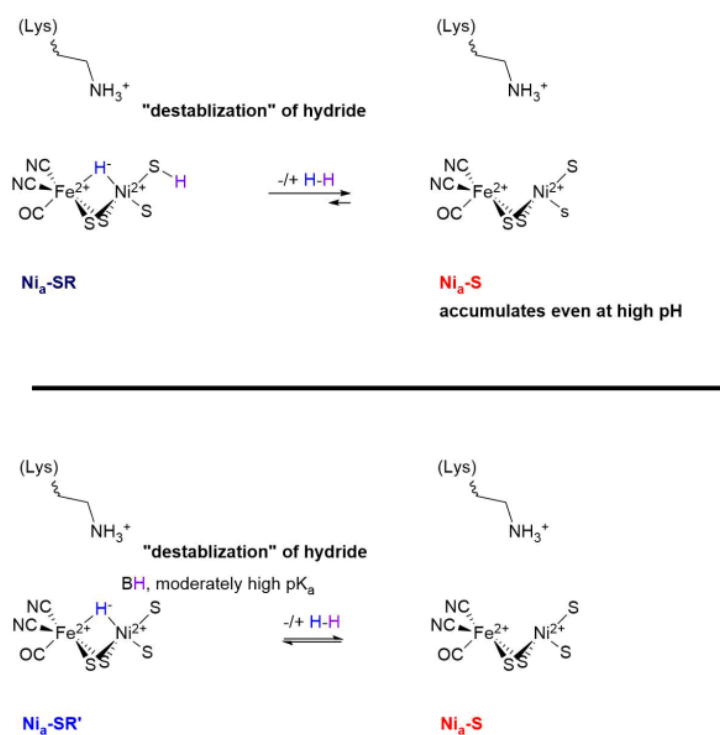 (Lys)
(Lys)
NH3+
NH3+
"destablization" of hydride
NC
H-
S
H
NC
Fe2+
Ni2+
OC
S
S
S
-/+ H-H
NC
S
NC
Fe2+
Ni2+
OC
S
S
s
Nia-SR
Nia-S
accumulates even at high pH
(Lys)
(Lys)
NH3+
NH3+
"destablization" of hydride
BH, moderately high pKa
NC
H-
S
NC
Fe2+
Ni2+
OC
S
S
S
-/+ H-H
NC
S
NC
Fe2+
Ni2+
OC
S
S
S
Nia-SR'
Nia-S